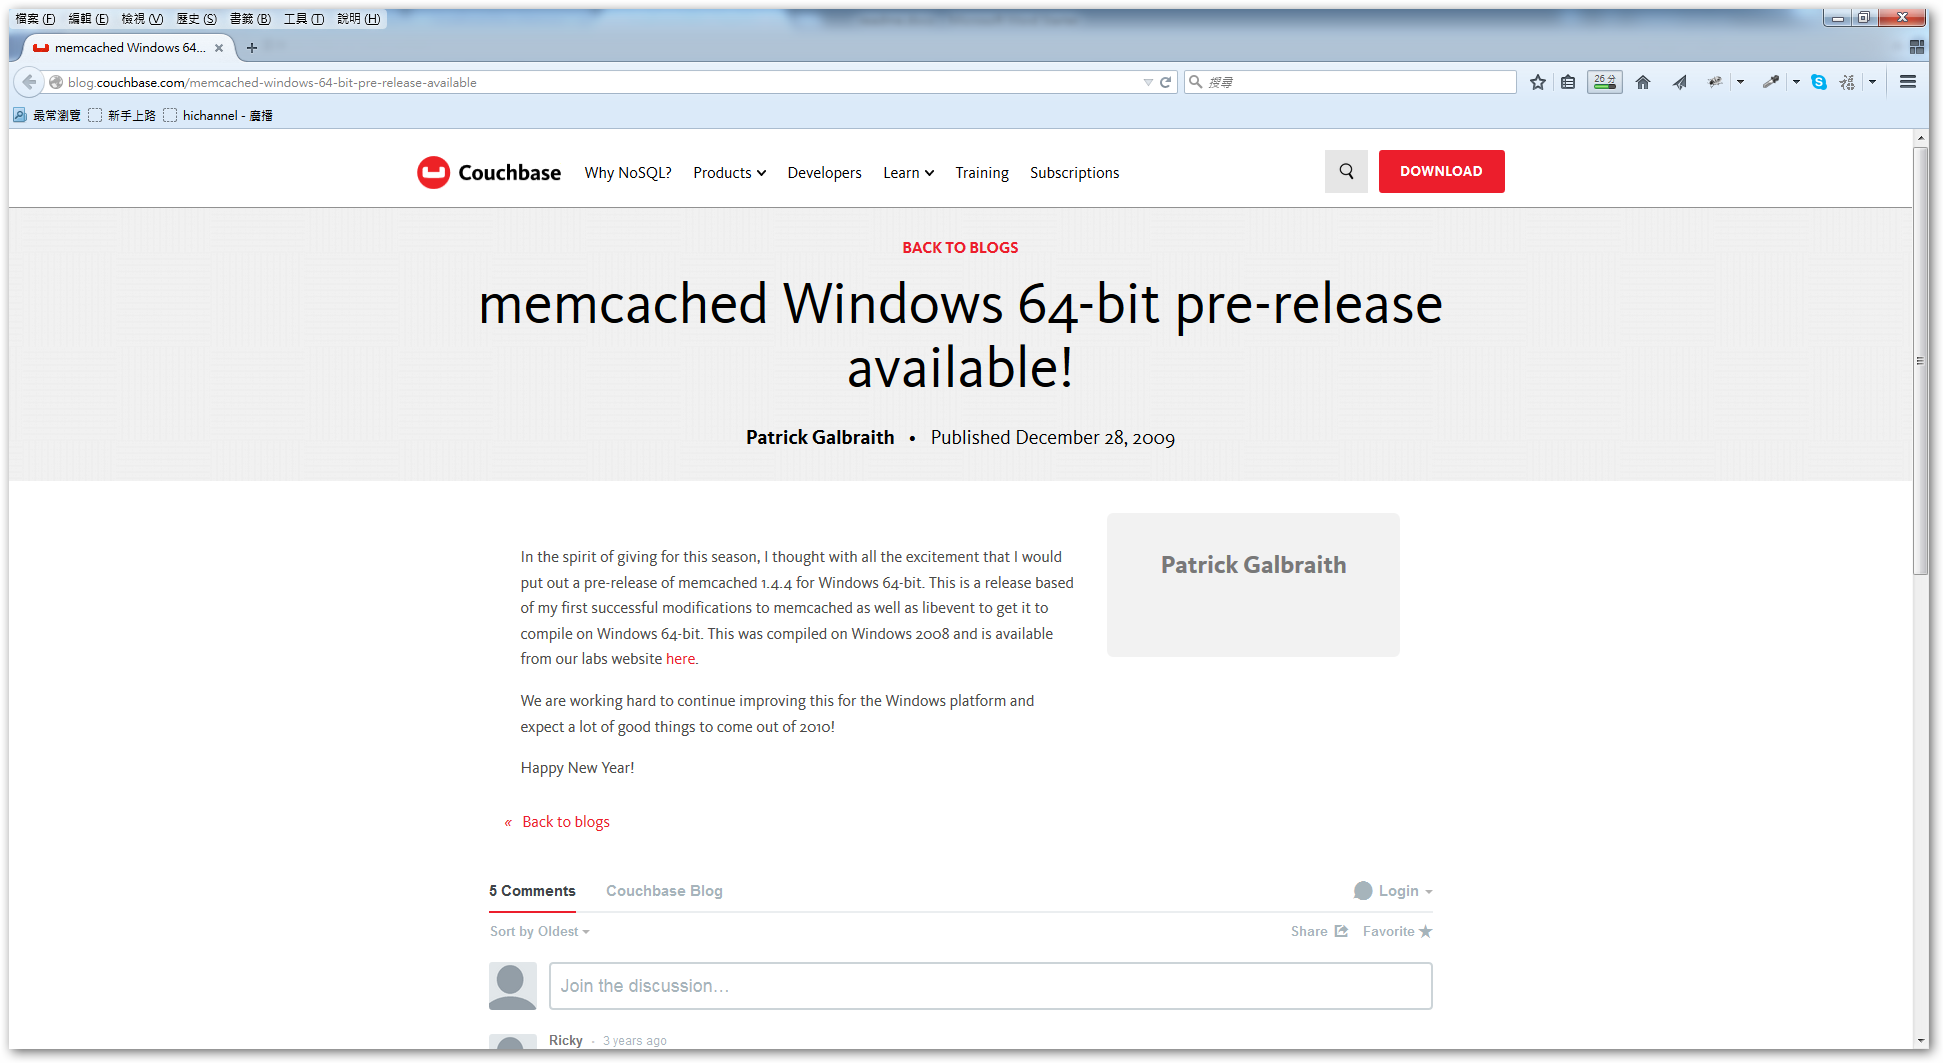 檔案 (F) 編輯 (E) 檢視 (V) 歷史 (S) 書籤 (B) 工具 (T) 說明 (H)
memcached Windows 64...
blog.couchbase.com/memcached-windows-64-bit-pre-release-available
搜尋
26 分
最常瀏覽 新手上路 hichannel - 廣播
Couchbase Why NoSQL? Products Developers Learn Training Subscriptions DOWNLOAD
BACK TO BLOGS
memcached Windows 64-bit pre-release
available!
Patrick Galbraith • Published December 28, 2009
In the spirit of giving for this season, I thought with all the excitement that I would
put out a pre-release of memcached 1.4.4 for Windows 64-bit. This is a release based
of my first successful modifications to memcached as well as libevent to get it to
compile on Windows 64-bit. This was compiled on Windows 2008 and is available
from our labs website here.
We are working hard to continue improving this for the Windows platform and
expect a lot of good things to come out of 2010!
Happy New Year!
Patrick Galbraith
« Back to blogs
5 Comments Couchbase Blog Login
Sort by Oldest Share Favorite
Join the discussion...
Ricky · 3 years ago